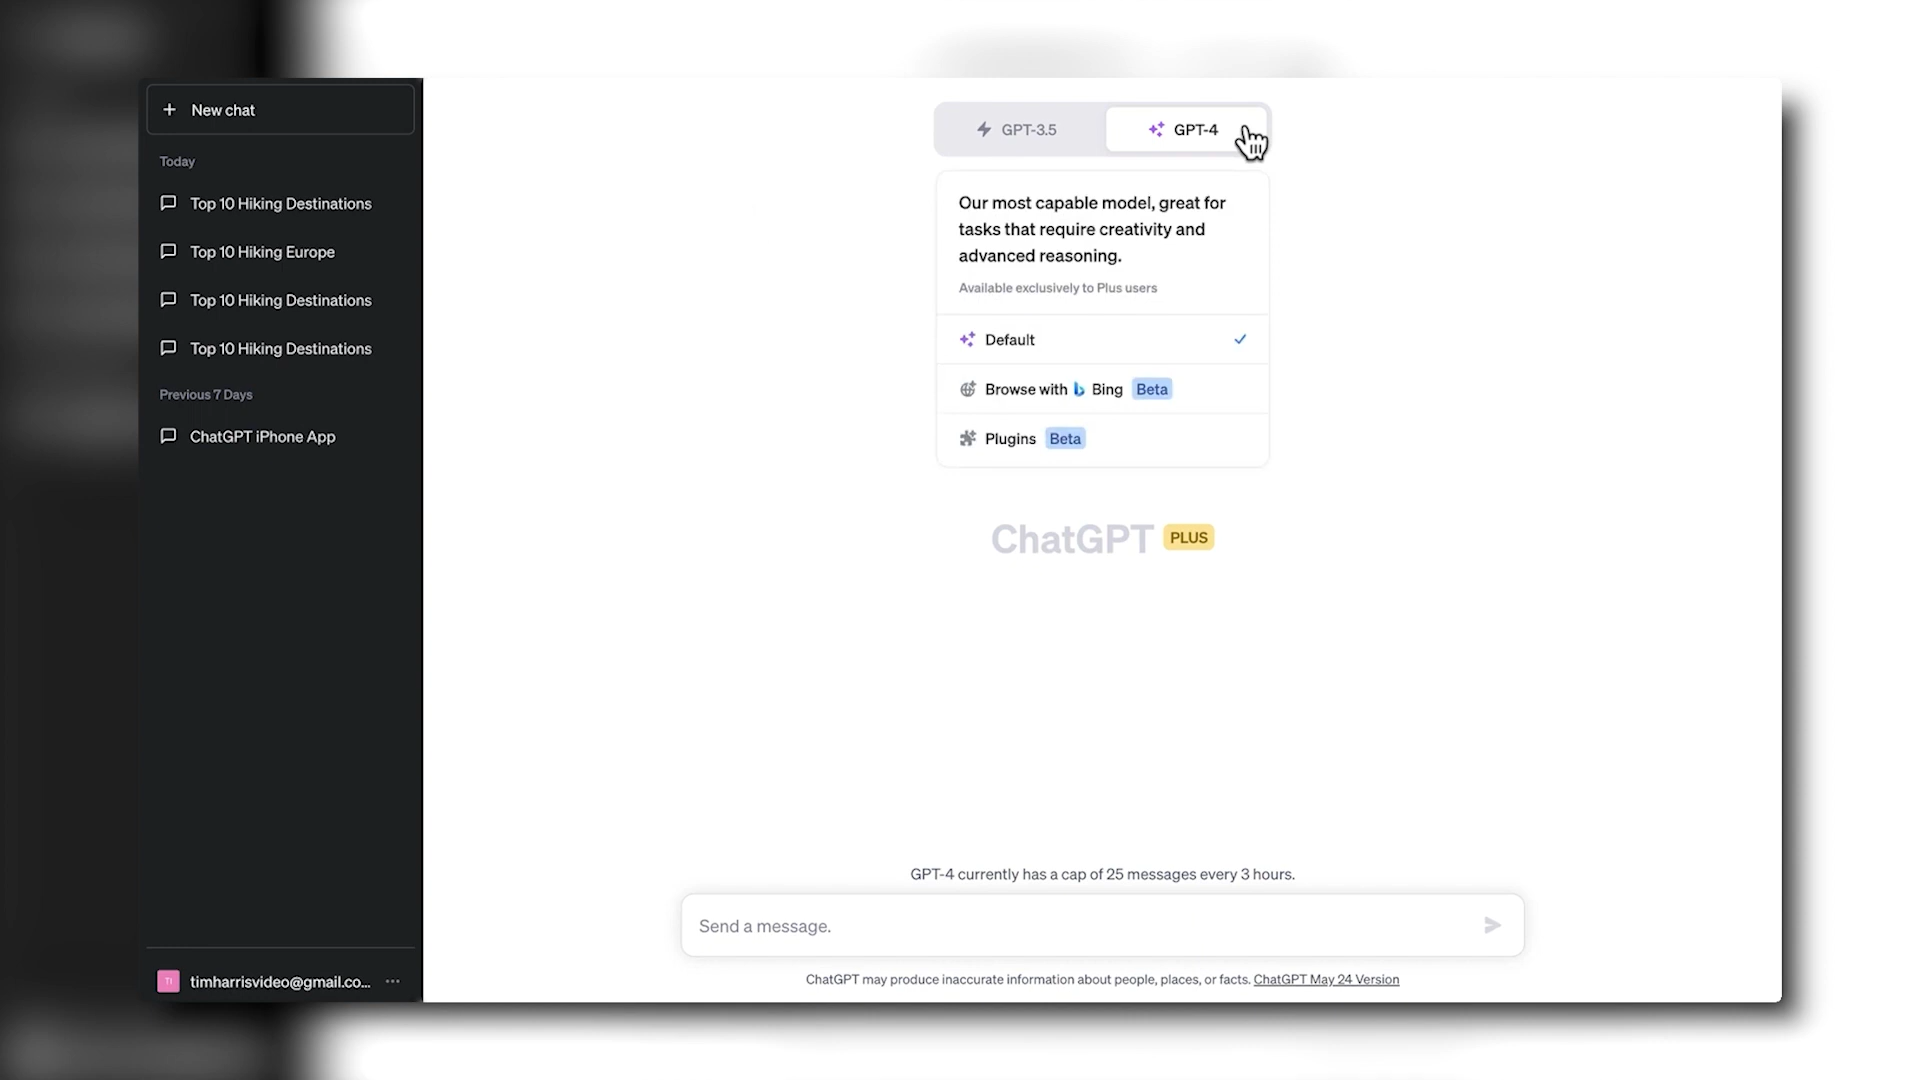 New chat
Today
Top 10 Hiking Destinations
Top 10 Hiking Europe
Top 10 Hiking Destinations
Top 10 Hiking Destinations
Previous 7 Days
ChatGPT iPhone App
TI
timharrisvideo@gmail.co...
GPT-3.5
GPT-4
Our most capable model, great for
tasks that require creativity and
advanced reasoning.
Available exclusively to Plus users
Default
Browse with Bing Beta
Plugins Beta
ChatGPT PLUS
GPT-4 currently has a cap of 25 messages every 3 hours.
Send a message.
ChatGPT may produce inaccurate information about people, places, or facts. ChatGPT May 24 Version